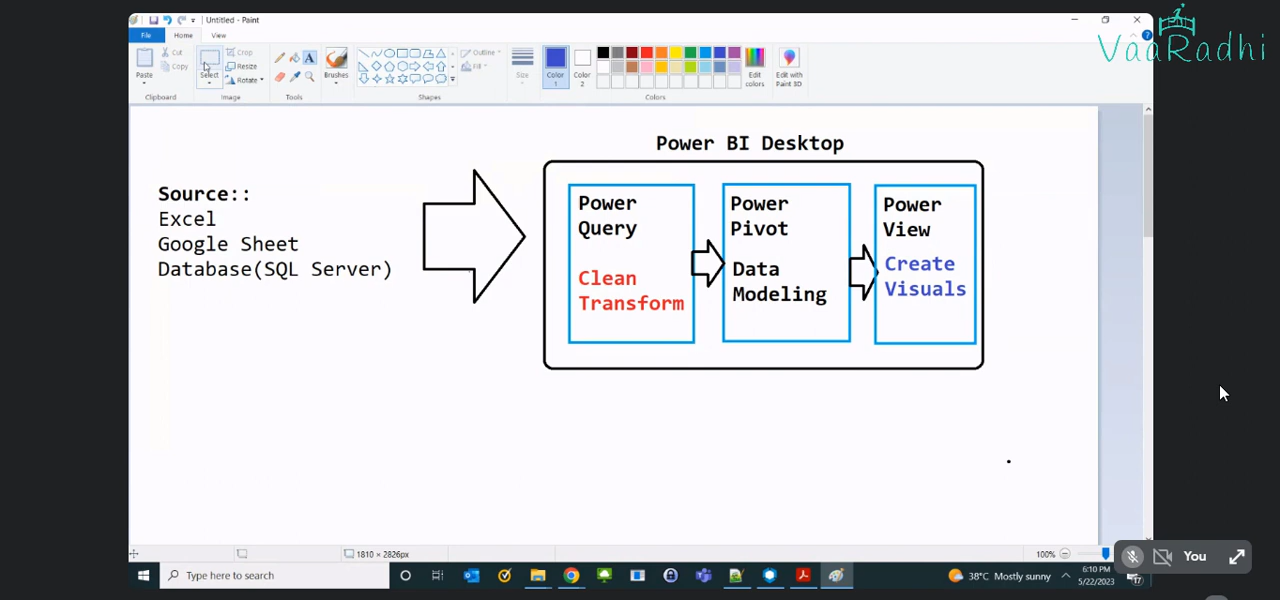 Untitled - Paint
VaaRadhi
File Home View
Paste
Cut
Copy
Clipboard
Select
Crop
Resize
Rotate
Image
A
Tools
Brushes
Shapes
Outline
Fill
Size
Color 1
Color 2
Edit colors
Colors
Edit with Paint 3D
Power BI Desktop
Source::
Excel
Google Sheet
Database(SQL Server)
Power
Query
Clean
Transform
Power
Pivot
Data
Modeling
Power
View
Create
Visuals
1810 × 2826px
100%
You
Type here to search
38°C Mostly sunny
6:10 PM
5/22/2023
17